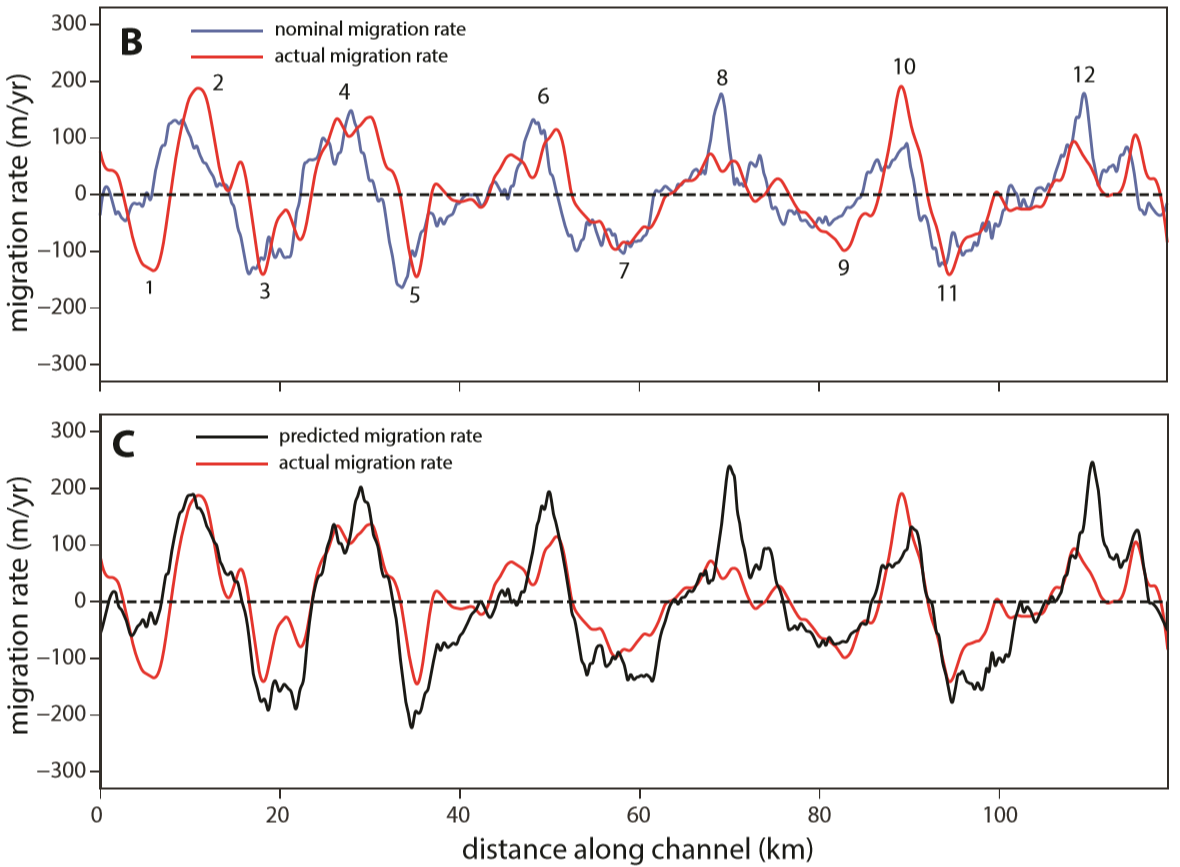 B
nominal migration rate
actual migration rate
migration rate (m/yr)
300
200
100
0
−100
−200
−300
1
2
3
4
5
6
7
8
9
10
11
12
C
predicted migration rate
actual migration rate
migration rate (m/yr)
300
200
100
0
−100
−200
−300
0 20 40 60 80 100
distance along channel (km)